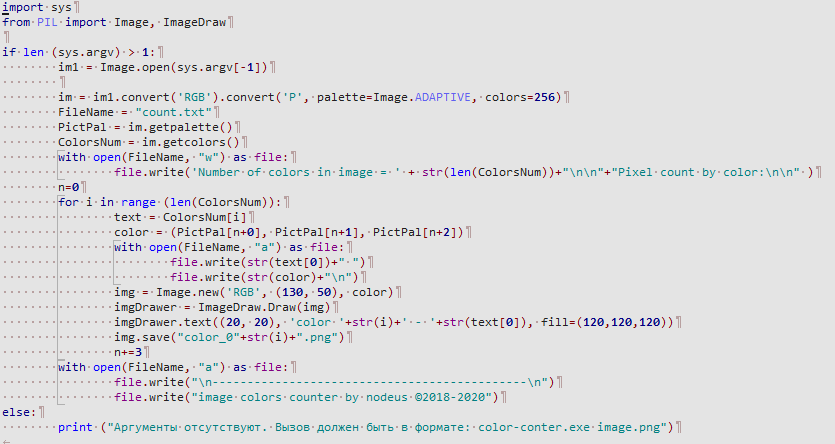 import sys
from PIL import Image, ImageDraw

if len (sys.argv) > 1:
        im1 = Image.open(sys.argv[-1])
        
        im = im1.convert('RGB').convert('P', palette=Image.ADAPTIVE, colors=256)
        FileName = "count.txt"
        PictPal = im.getpalette()
        ColorsNum = im.getcolors()
        with open(FileName, "w") as file:
                file.write('Number of colors in image = ' + str(len(ColorsNum))+"\n\n"+"Pixel count by color:\n\n" )
        n=0
        for i in range (len(ColorsNum)):
                text = ColorsNum[i]
                color = (PictPal[n+0], PictPal[n+1], PictPal[n+2])
                with open(FileName, "a") as file:
                        file.write(str(text[0])+" ")
                        file.write(str(color)+"\n")
                img = Image.new('RGB', (130, 50), color)
                imgDrawer = ImageDraw.Draw(img)
                imgDrawer.text((20, 20), 'color '+str(i)+' - '+str(text[0]), fill=(120,120,120))
                img.save("color_0"+str(i)+".png")
                n+=3
        with open(FileName, "a") as file:
                file.write("\n---------------------------------------------\n")
                file.write("image colors counter by nodeus ©2018-2020")
else:
        print ("Аргументы отсутствуют. Вызов должен быть в формате: color-conter.exe image.png")